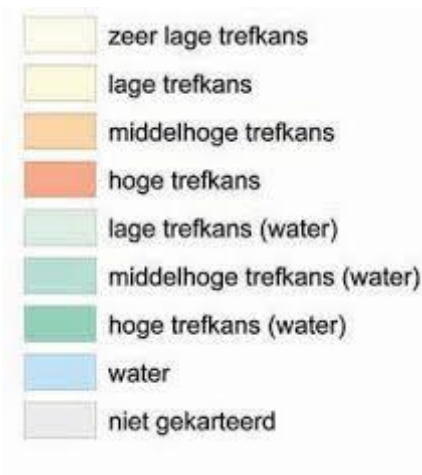 zeer lage trefkans
lage trefkans
middelhoge trefkans
hoge trefkans
lage trefkans (water)
middelhoge trefkans (water)
hoge trefkans (water)
water
niet gekarteerd